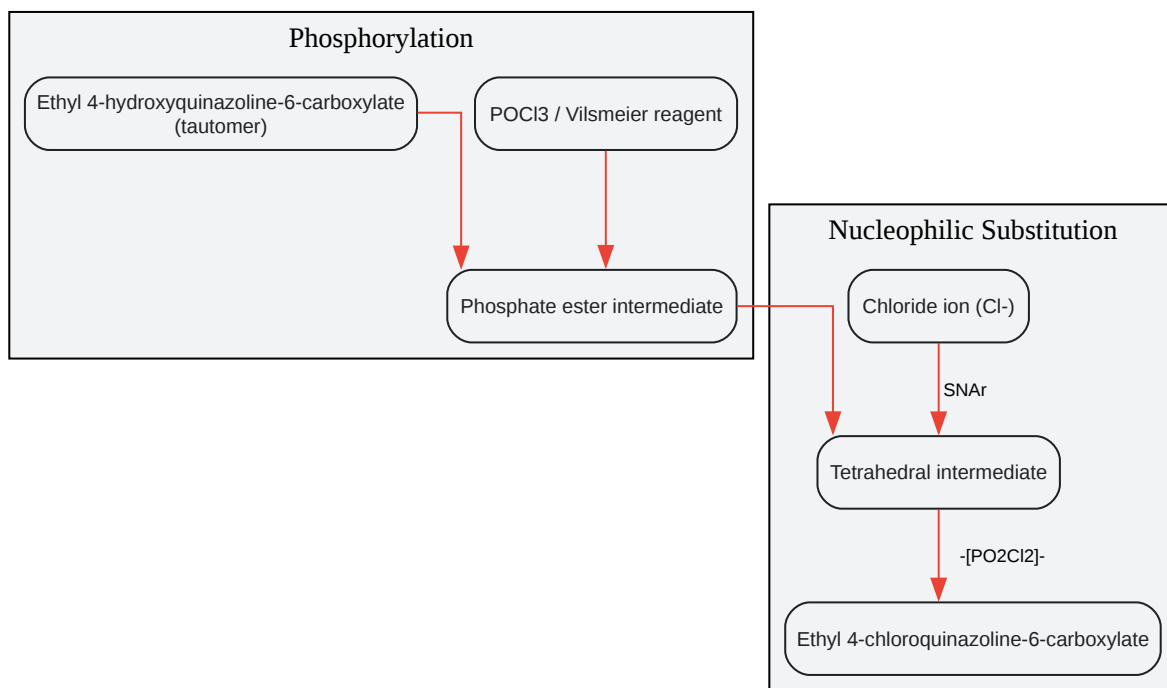 Phosphorylation
Ethyl 4-hydroxyquinazoline-6-carboxylate
(tautomer)
POCl3 / Vilsmeier reagent
Phosphate ester intermediate
Nucleophilic Substitution
Chloride ion (Cl-)
SNAr
Tetrahedral intermediate
-[PO2Cl2]-
Ethyl 4-chloroquinazoline-6-carboxylate